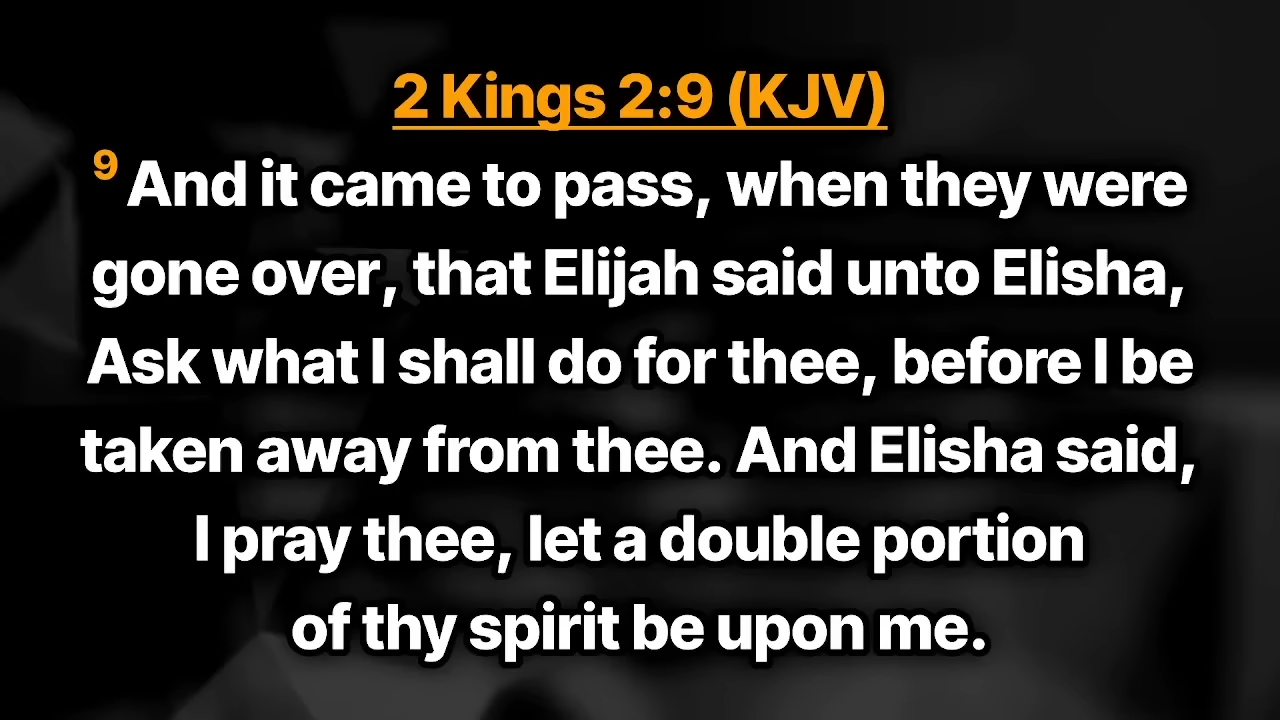 2 Kings 2:9 (KJV)
9 And it came to pass, when they were
gone over, that Elijah said unto Elisha,
Ask what I shall do for thee, before I be
taken away from thee. And Elisha said,
I pray thee, let a double portion
of thy spirit be upon me.